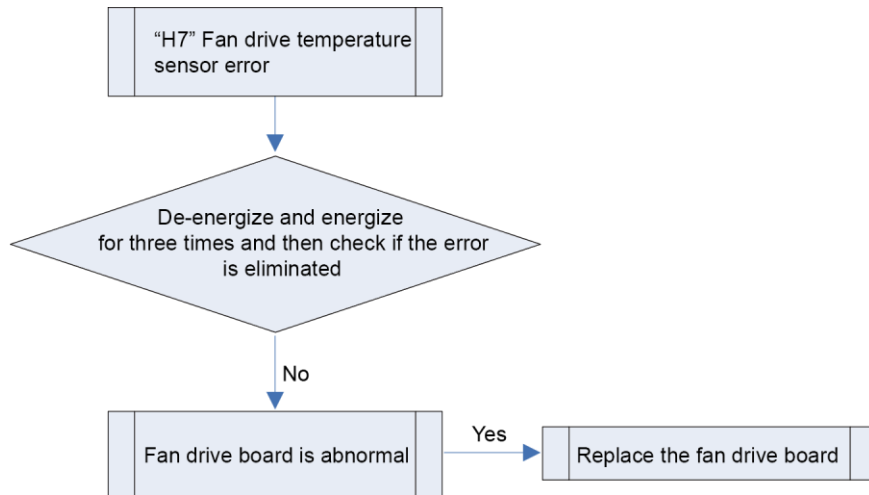 “H7” Fan drive temperature
sensor error
De-energize and energize
for three times and then check if the error
is eliminated
No
Fan drive board is abnormal
Yes
Replace the fan drive board